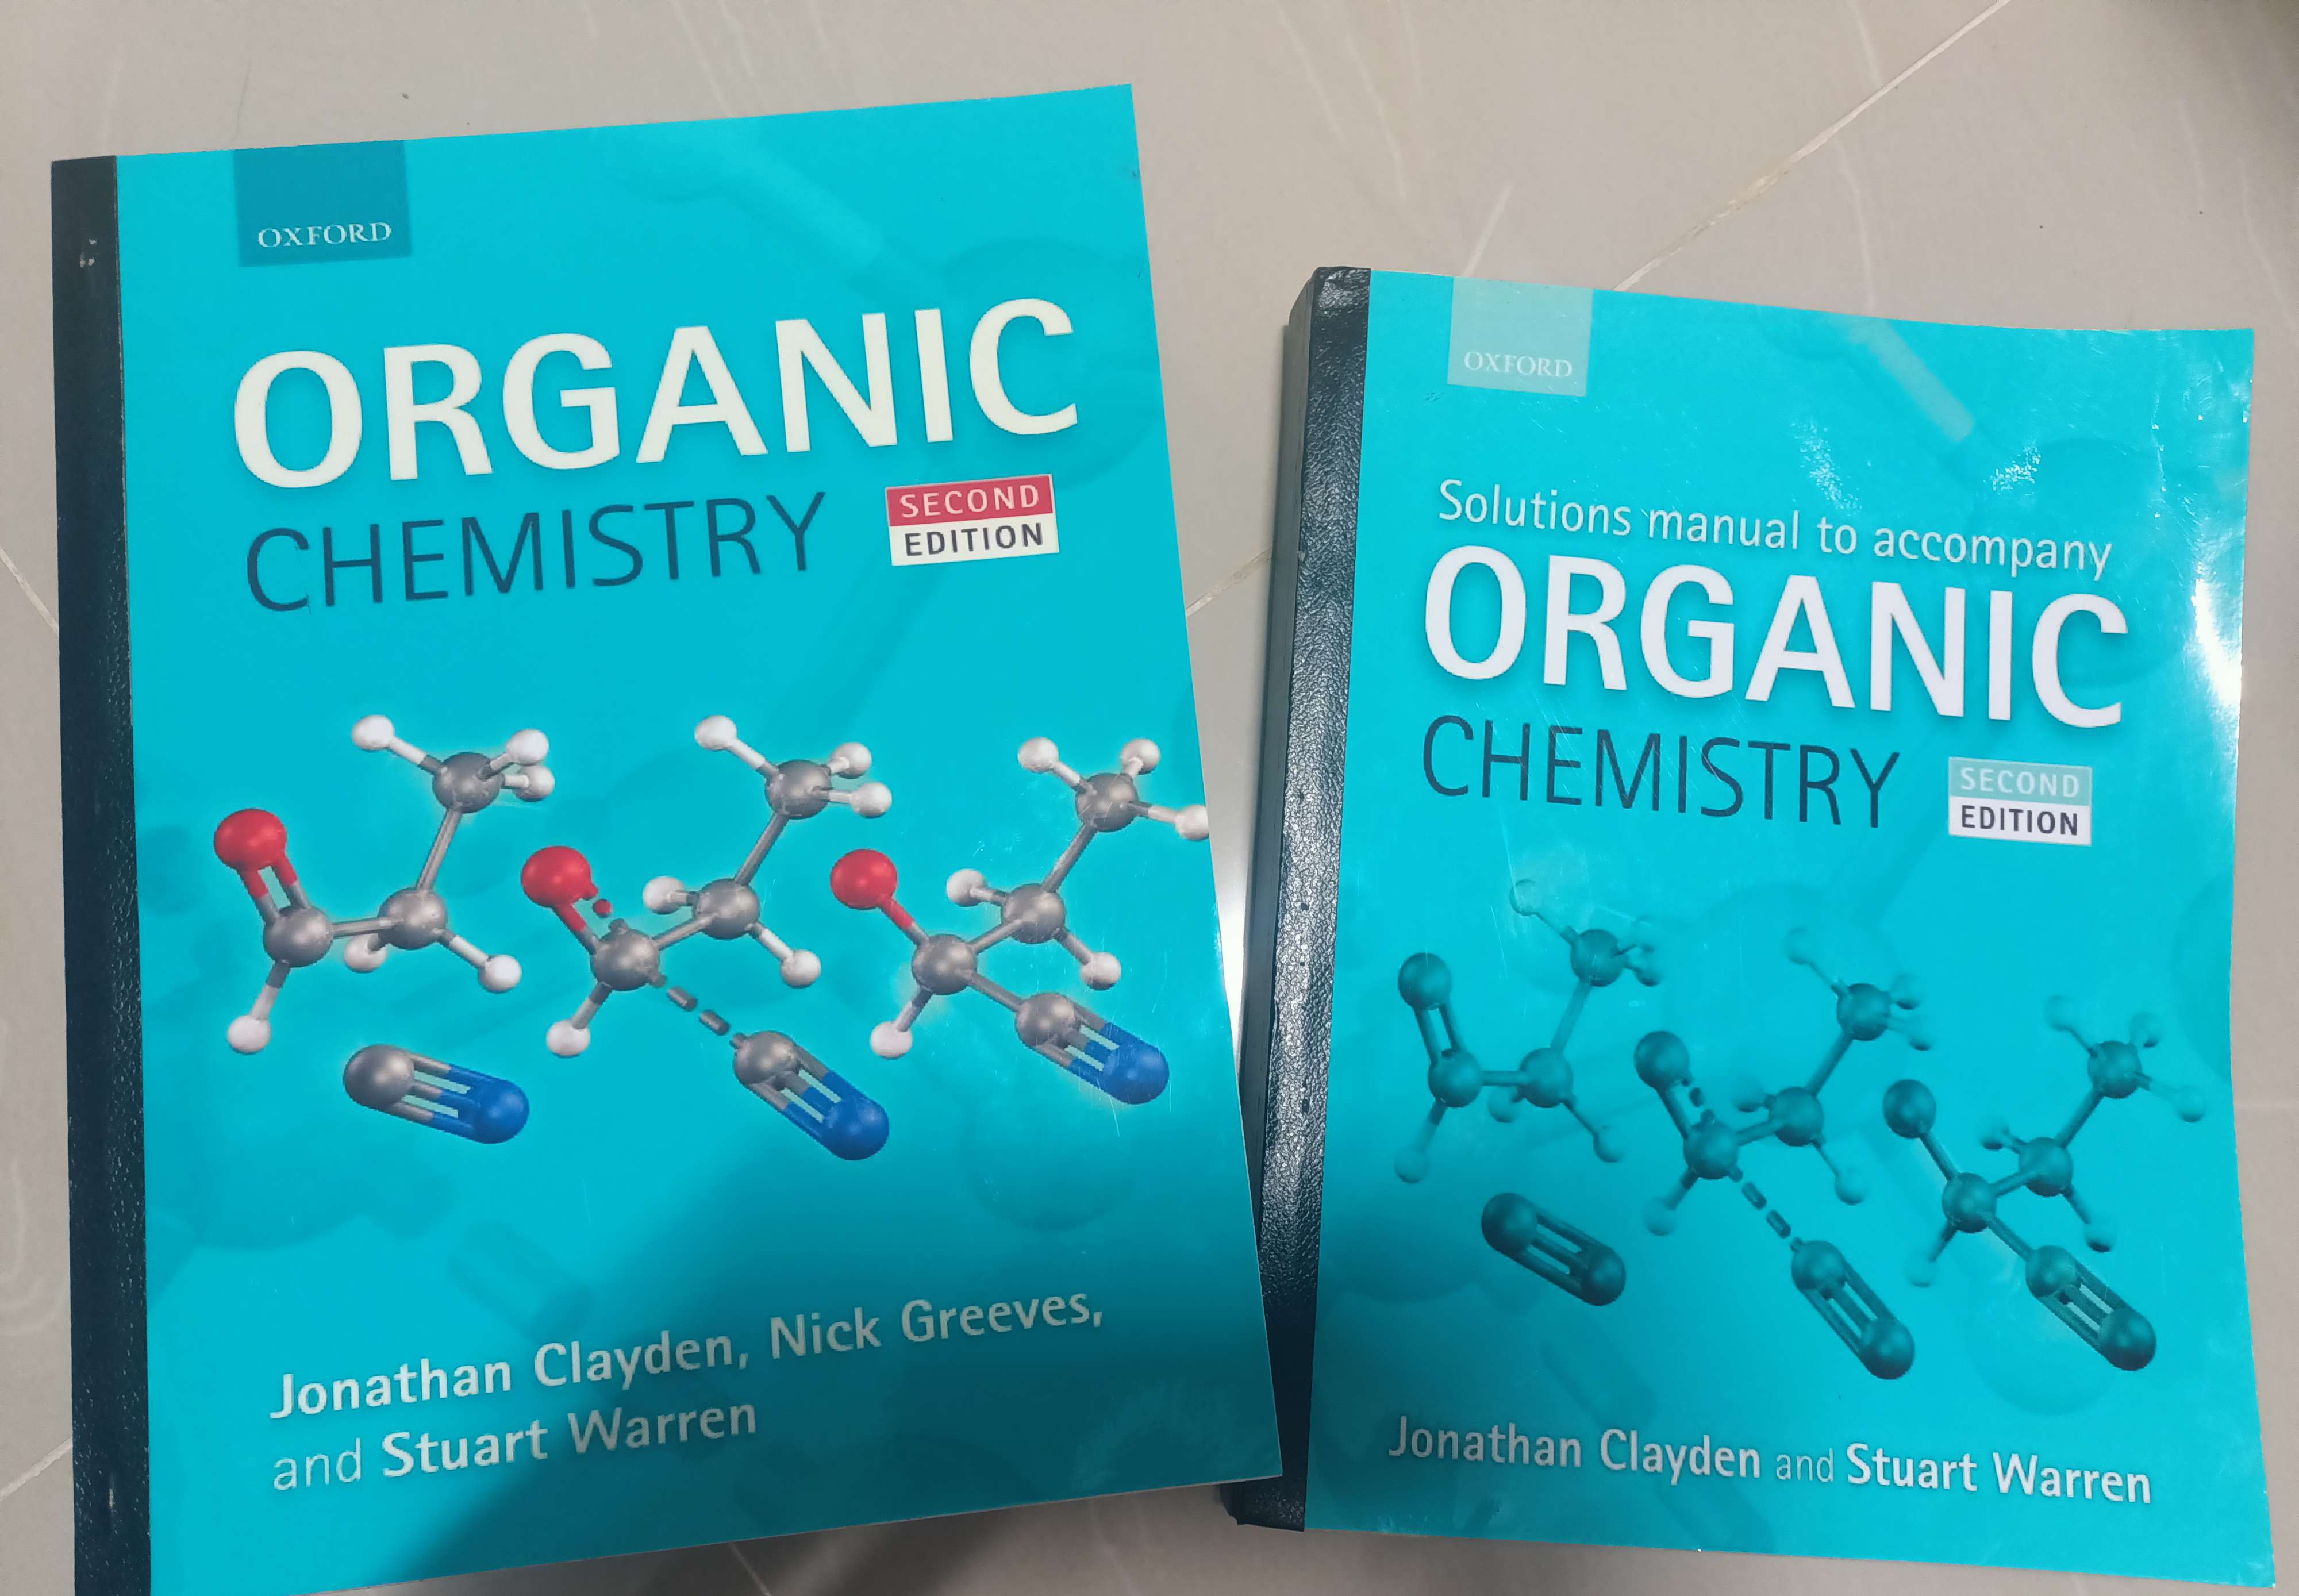 OXFORD
ORGANIC
CHEMISTRY
SECOND
EDITION
Jonathan Clayden, Nick Greeves,
and Stuart Warren
OXFORD
Solutions manual to accompany
ORGANIC
CHEMISTRY
SECOND
EDITION
Jonathan Clayden and Stuart Warren